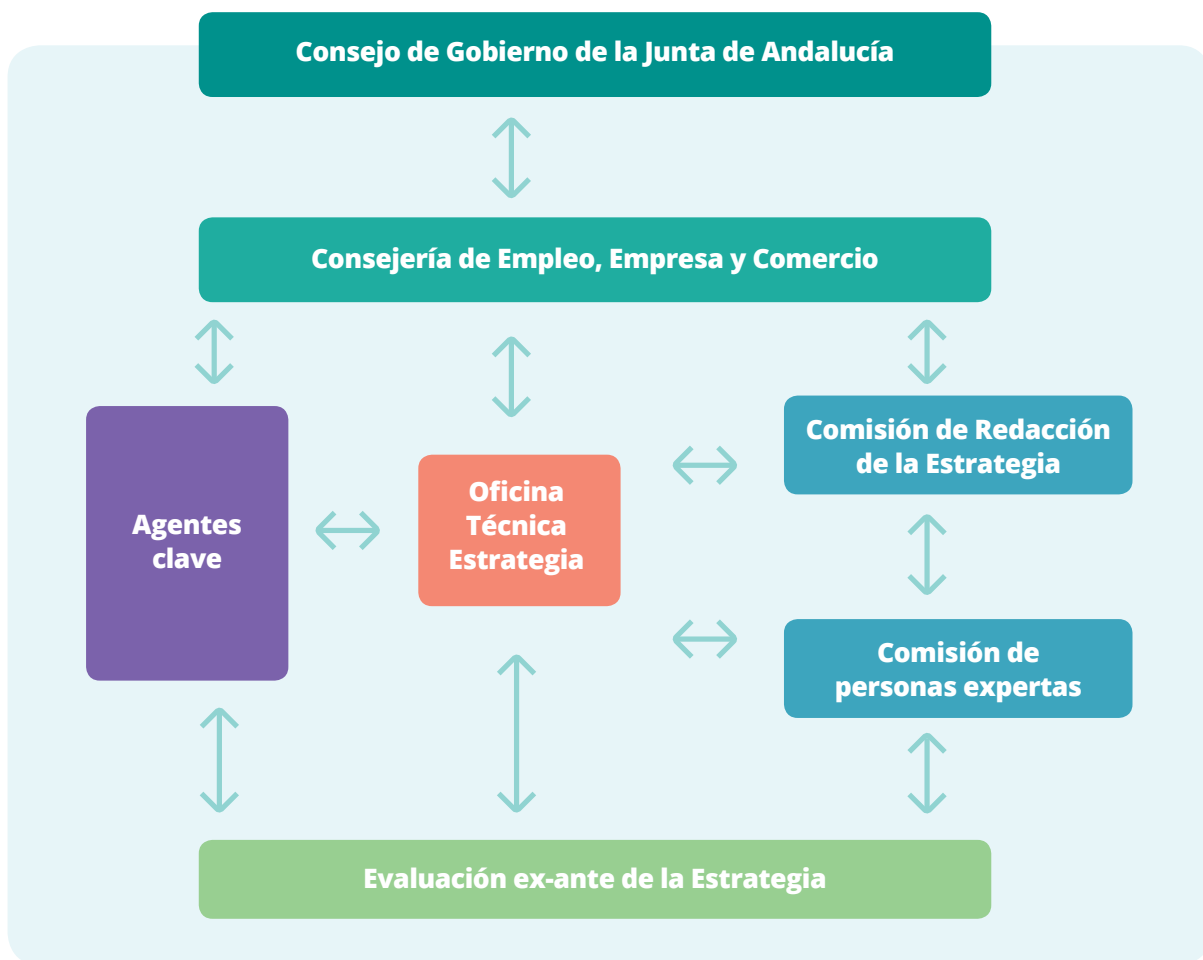 Consejo de Gobierno de la Junta de Andalucía
Consejería de Empleo, Empresa y Comercio
Agentes
clave
Oficina
Técnica
Estrategia
Comisión de Redacción
de la Estrategia
Comisión de
personas expertas
Evaluación ex-ante de la Estrategia